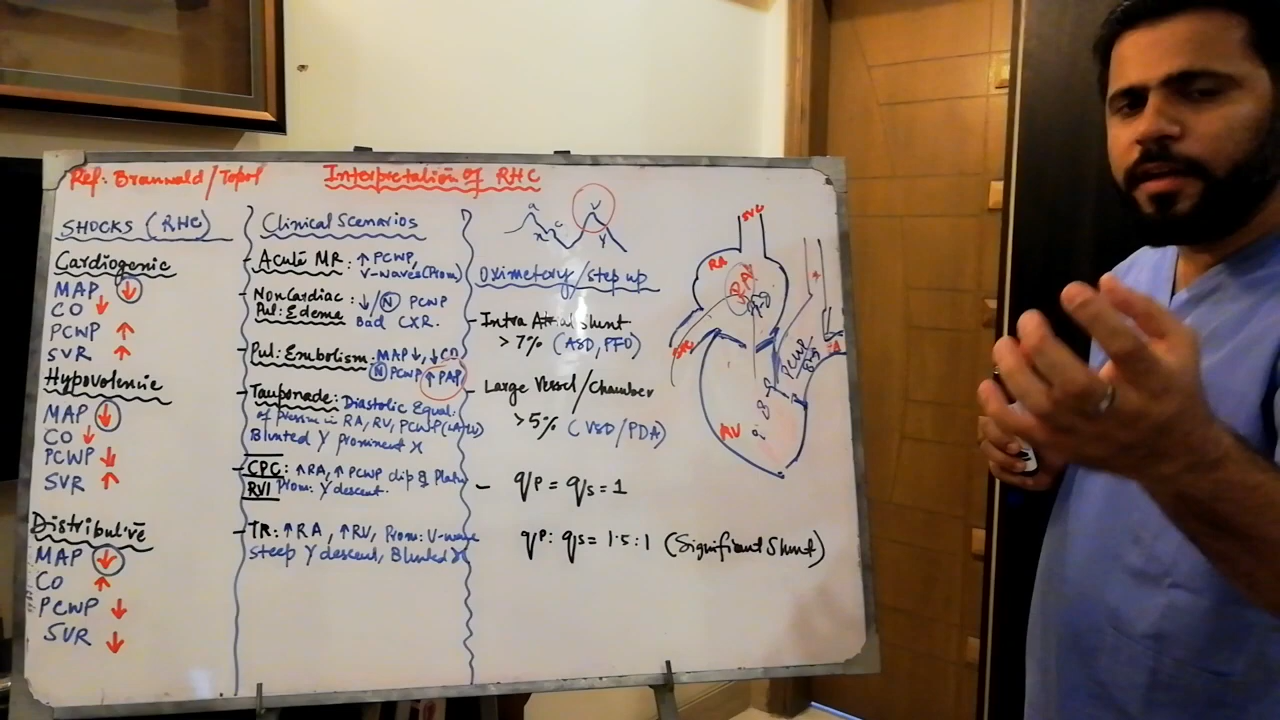 Ref: Braunwald/Topol
Interpretation of RHC
SHOCKS (RHC)
Cardiogenic
MAP ↓
CO ↓
PCWP ↑
SVR ↑
Hypovolemic
MAP ↓
CO ↓
PCWP ↓
SVR ↑
Distributive
MAP ↓
CO ↑
PCWP ↓
SVR ↓
Clinical Scenarios
Acute MR: ↑ PCWP,
V-waves (Prom)
Non Cardiac: ↓/N PCWP
Pul: Edema Bad CXR.
Pul: Embolism: MAP↓, ↓CO
N PCWP ↑PAP
Tamponade: Diastolic Equal:
of pressure in RA, RV, PCWP
Blunted Y prominent X
CPC: ↑RA, ↑PCWP dip &
RVI Prom: Y descent.
TR: ↑RA, ↑RV, Prom: V-wave
steep Y descent, Blunted X
a
x
c
V
Y
Oximetery/step up
Intra Atrial Shunt
>7% (ASD, PFO)
Large Vessel/Chamber
>5% (VSD/PDA)
qP = qs = 1
qP: qs = 1.5:1 (Significant Shunt)
SVC
RA
RV
PCWP